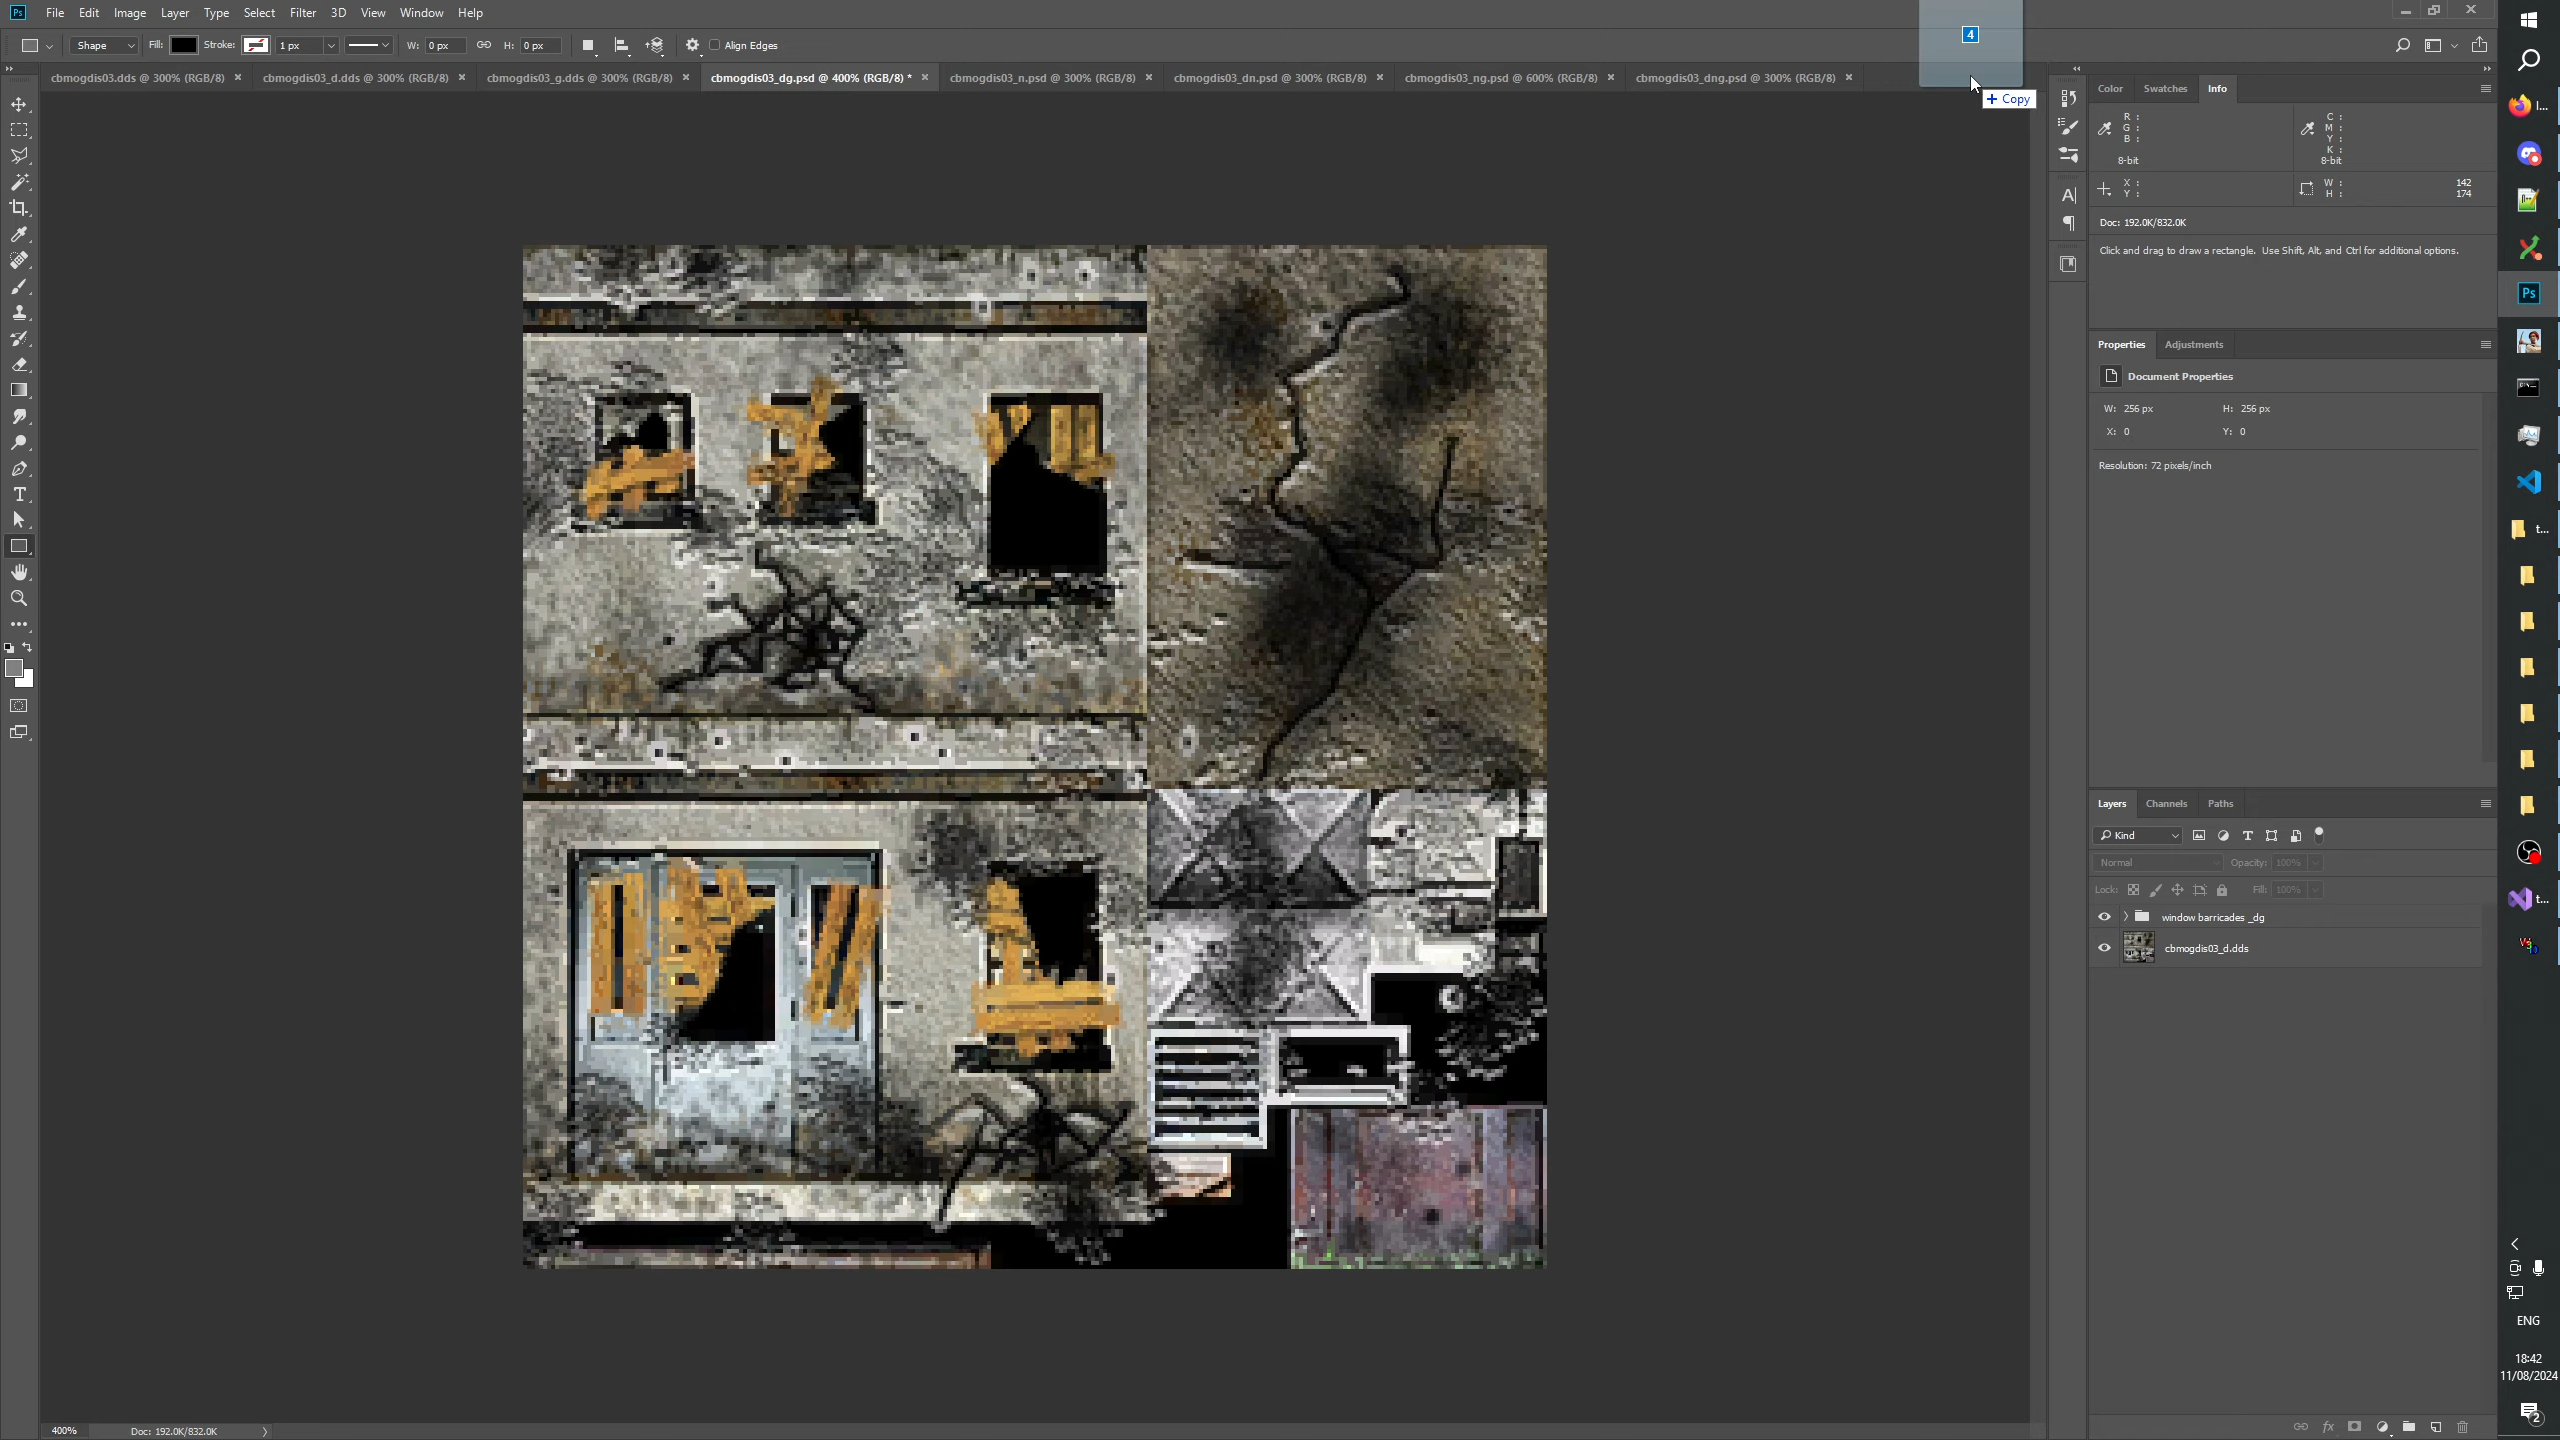 Ps File Edit Image Layer Type Select Filter 3D View Window Help
4
Shape Fill: Stroke: 1 px W: 0 px H: 0 px Align Edges
cbmogdis03.dds @ 300% (RGB/8) cbmogdis03_d.dds @ 300% (RGB/8) cbmogdis03_g.dds @ 300% (RGB/8) cbmogdis03_dg.psd @ 400% (RGB/8) * cbmogdis03_n.psd @ 300% (RGB/8) cbmogdis03_dn.psd @ 300% (RGB/8) cbmogdis03_ng.psd @ 600% (RGB/8) cbmogdis03_dng.psd @ 300% (RGB/8)
+ Copy
Color Swatches Info
R :
G :
B :
8-bit
C :
M :
Y :
K :
8-bit
X :
Y :
W : 142
H : 174
Doc: 192.0K/832.0K
Click and drag to draw a rectangle. Use Shift, Alt, and Ctrl for additional options.
Properties Adjustments
Document Properties
W: 256 px H: 256 px
X: 0 Y: 0
Resolution: 72 pixels/inch
Layers Channels Paths
Kind
Normal Opacity: 100%
Lock: Fill: 100%
window barricades _dg
cbmogdis03_d.dds
400% Doc: 192.0K/832.0K
I...
Ps
t...
t...
ENG
18:42
11/08/2024
2